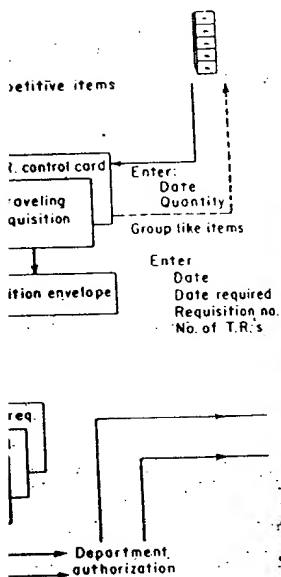 petitive items
R. control card
Enter:
Date
Quantity
raveling
quisition
Group like items
ition envelope
Enter
Date
Date required
Requisition no.
No. of T.R.'s
req.
Department
authorization